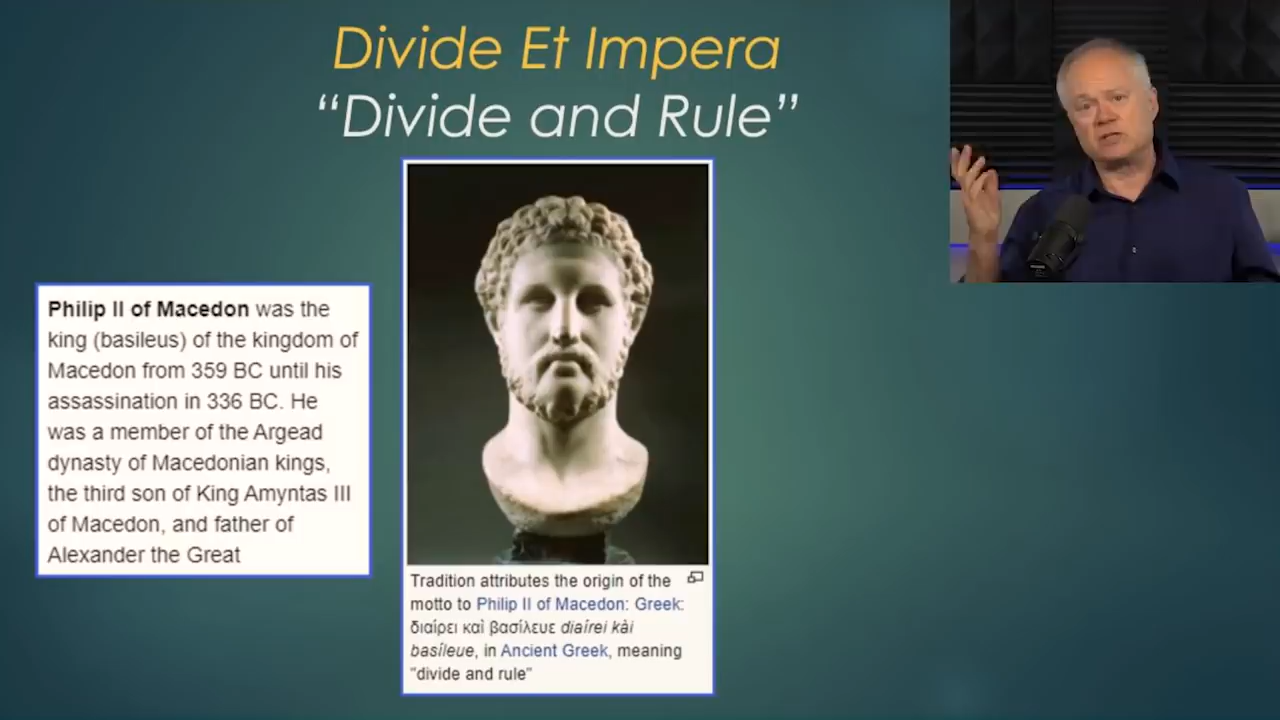 Divide Et Impera
“Divide and Rule”
Philip II of Macedon was the
king (basileus) of the kingdom of
Macedon from 359 BC until his
assassination in 336 BC. He
was a member of the Argead
dynasty of Macedonian kings,
the third son of King Amyntas III
of Macedon, and father of
Alexander the Great
Tradition attributes the origin of the
motto to Philip II of Macedon: Greek:
διαίρει καὶ βασίλευε diaírei kài
basíleue, in Ancient Greek, meaning
"divide and rule"